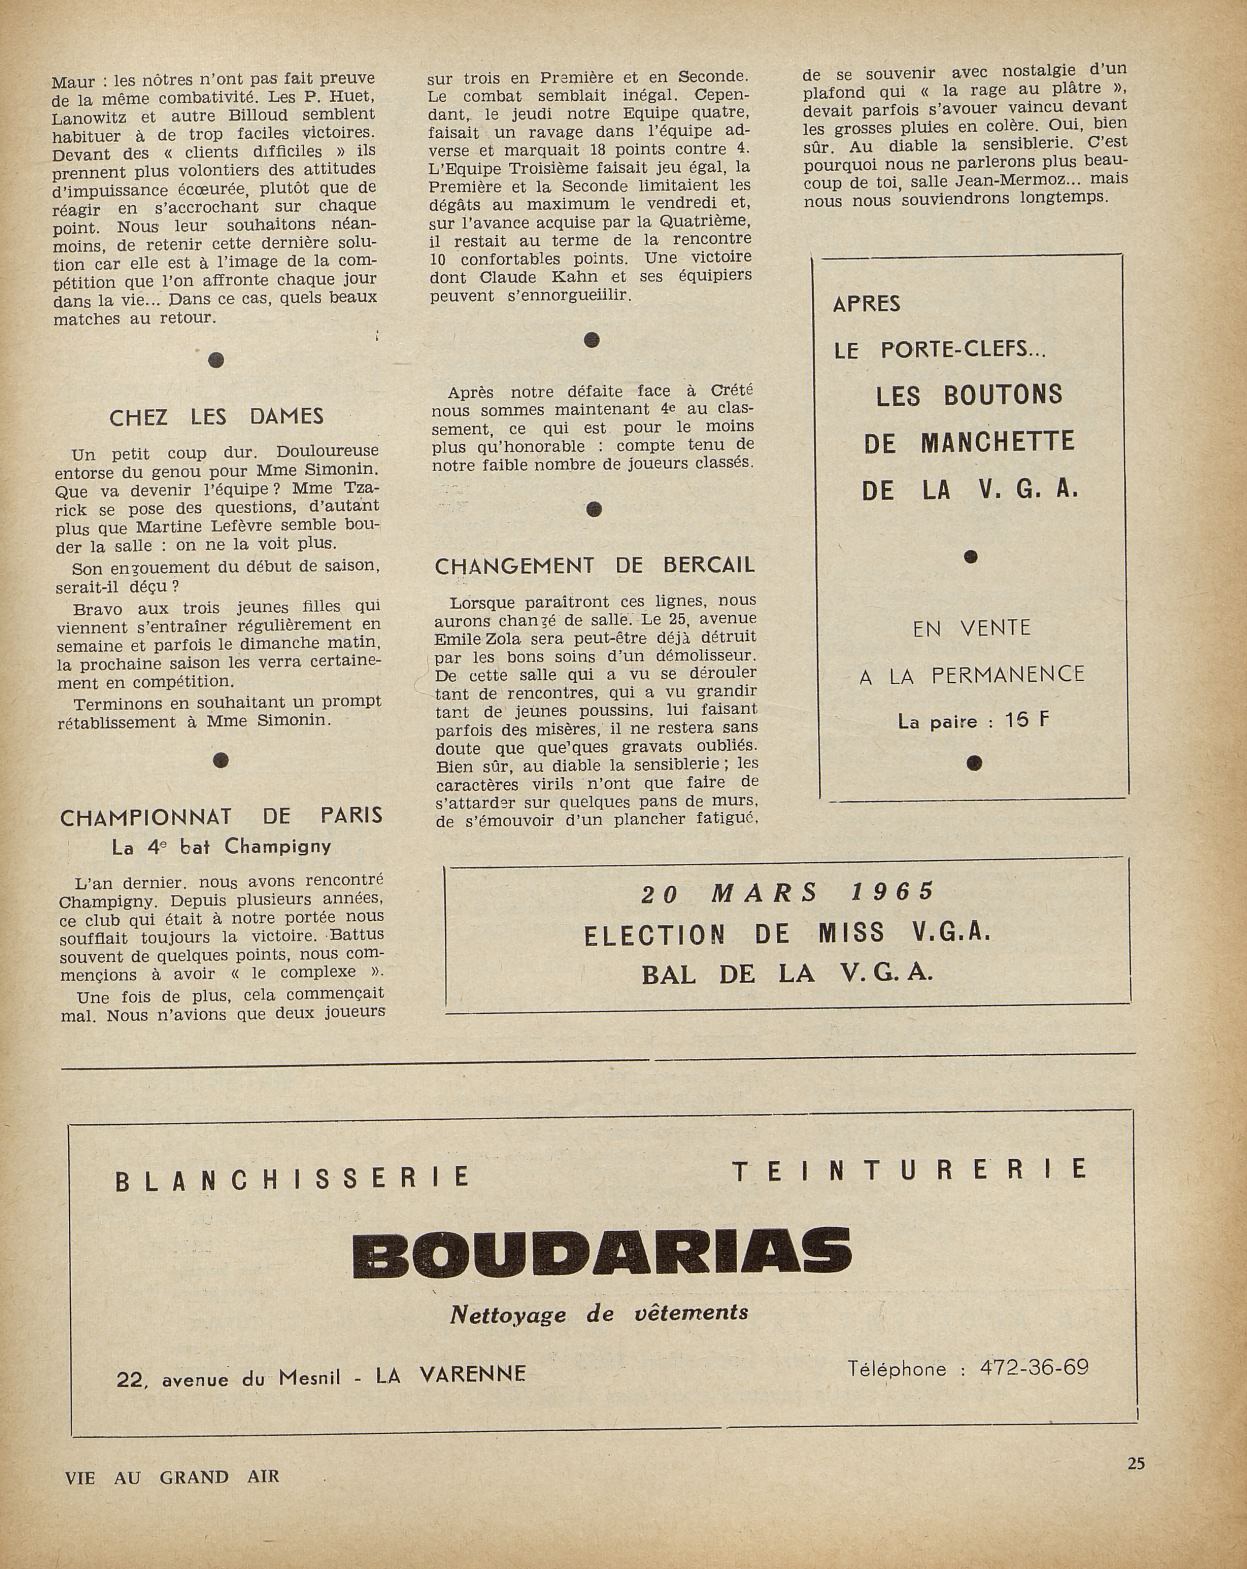 Maur : les nôtres n'ont pas fait preuve
de la même combativité. Les P. Huet,
Lanowitz et autre Billoud semblent
habituer à de trop faciles victoires.
Devant des « clients difficiles » ils
prennent plus volontiers des attitudes
d'impuissance écœurée, plutôt que de
réagir en s'accrochant sur chaque
point. Nous leur souhaitons néan-
moins, de retenir cette dernière solu-
tion car elle est à l'image de la com-
pétition que l'on affronte chaque jour
dans la vie... Dans ce cas, quels beaux
matches au retour.
●
CHEZ LES DAMES
Un petit coup dur. Douloureuse
entorse du genou pour Mme Simonin.
Que va devenir l'équipe ? Mme Tza-
rick se pose des questions, d'autant
plus que Martine Lefèvre semble bou-
der la salle : on ne la voit plus.
Son engouement du début de saison,
serait-il déçu ?
Bravo aux trois jeunes filles qui
viennent s'entraîner régulièrement en
semaine et parfois le dimanche matin,
la prochaine saison les verra certaine-
ment en compétition.
Terminons en souhaitant un prompt
rétablissement à Mme Simonin.
●
CHAMPIONNAT DE PARIS
La 4e bat Champigny
L'an dernier. nous avons rencontré
Champigny. Depuis plusieurs années,
ce club qui était à notre portée nous
soufflait toujours la victoire. Battus
souvent de quelques points, nous com-
mençions à avoir « le complexe ».
Une fois de plus, cela commençait
mal. Nous n'avions que deux joueurs
sur trois en Première et en Seconde.
Le combat semblait inégal. Cepen-
dant, le jeudi notre Equipe quatre,
faisait un ravage dans l'équipe ad-
verse et marquait 18 points contre 4.
L'Equipe Troisième faisait jeu égal, la
Première et la Seconde limitaient les
dégâts au maximum le vendredi et,
sur l'avance acquise par la Quatrième,
il restait au terme de la rencontre
10 confortables points. Une victoire
dont Claude Kahn et ses équipiers
peuvent s'ennorgueiilir.
●
Après notre défaite face à Crété
nous sommes maintenant 4e au clas-
sement, ce qui est pour le moins
plus qu'honorable : compte tenu de
notre faible nombre de joueurs classés.
●
CHANGEMENT DE BERCAIL
Lorsque paraîtront ces lignes, nous
aurons changé de salle. Le 25, avenue
Emile Zola sera peut-être déjà détruit
par les bons soins d'un démolisseur.
De cette salle qui a vu se dérouler
tant de rencontres, qui a vu grandir
tant de jeunes poussins. lui faisant
parfois des misères, il ne restera sans
doute que que'ques gravats oubliés.
Bien sûr, au diable la sensiblerie ; les
caractères virils n'ont que faire de
s'attarder sur quelques pans de murs,
de s'émouvoir d'un plancher fatigué,
de se souvenir avec nostalgie d'un
plafond qui « la rage au plâtre »,
devait parfois s'avouer vaincu devant
les grosses pluies en colère. Oui, bien
sûr. Au diable la sensiblerie. C'est
pourquoi nous ne parlerons plus beau-
coup de toi, salle Jean-Mermoz... mais
nous nous souviendrons longtemps.
APRES
LE PORTE-CLEFS...
LES BOUTONS
DE MANCHETTE
DE LA V. G. A.
●
EN VENTE
A LA PERMANENCE
La paire : 15 F
●
20 MARS 1965
ELECTION DE MISS V.G.A.
BAL DE LA V. G. A.
BLANCHISSERIE TEINTURERIE
BOUDARIAS
Nettoyage de vêtements
22, avenue du Mesnil - LA VARENNE Téléphone : 472-36-69
VIE AU GRAND AIR 25